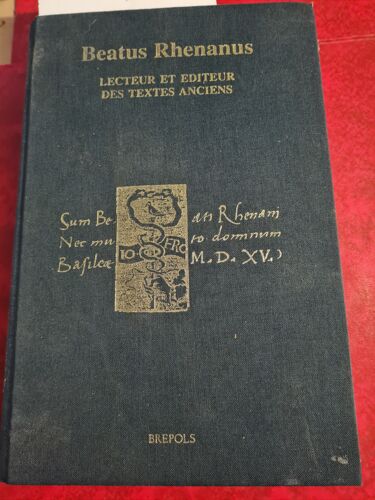 Beatus Rhenanus
LECTEUR ET EDITEUR
DES TEXTES ANCIENS
Sum Be ati Rhenani
Nec mu to dominum
Basileæ IO FRO M. D. XV.
BREPOLS